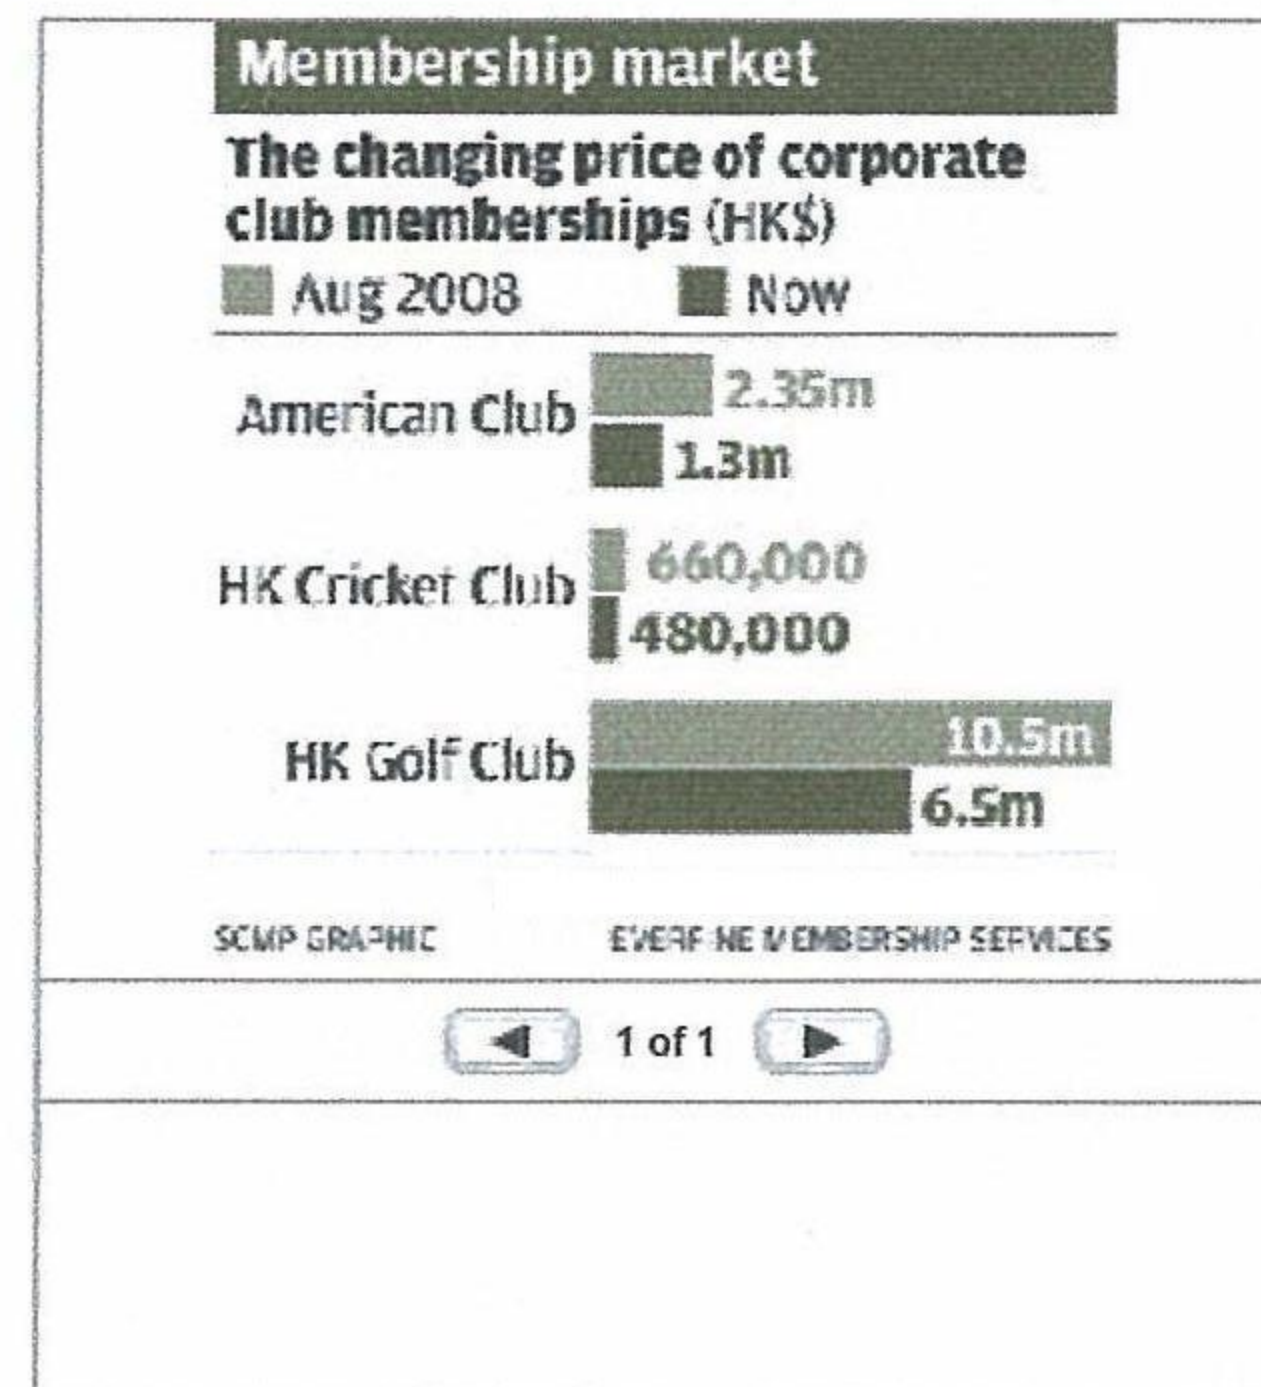 Membership market
The changing price of corporate
club memberships (HK$)
Aug 2008 Now
American Club 2.35m
1.3m
HK Cricket Club 660,000
480,000
HK Golf Club 10.5m
6.5m
SCMP GRAPHIC EVERFINE MEMBERSHIP SERVICES
1 of 1